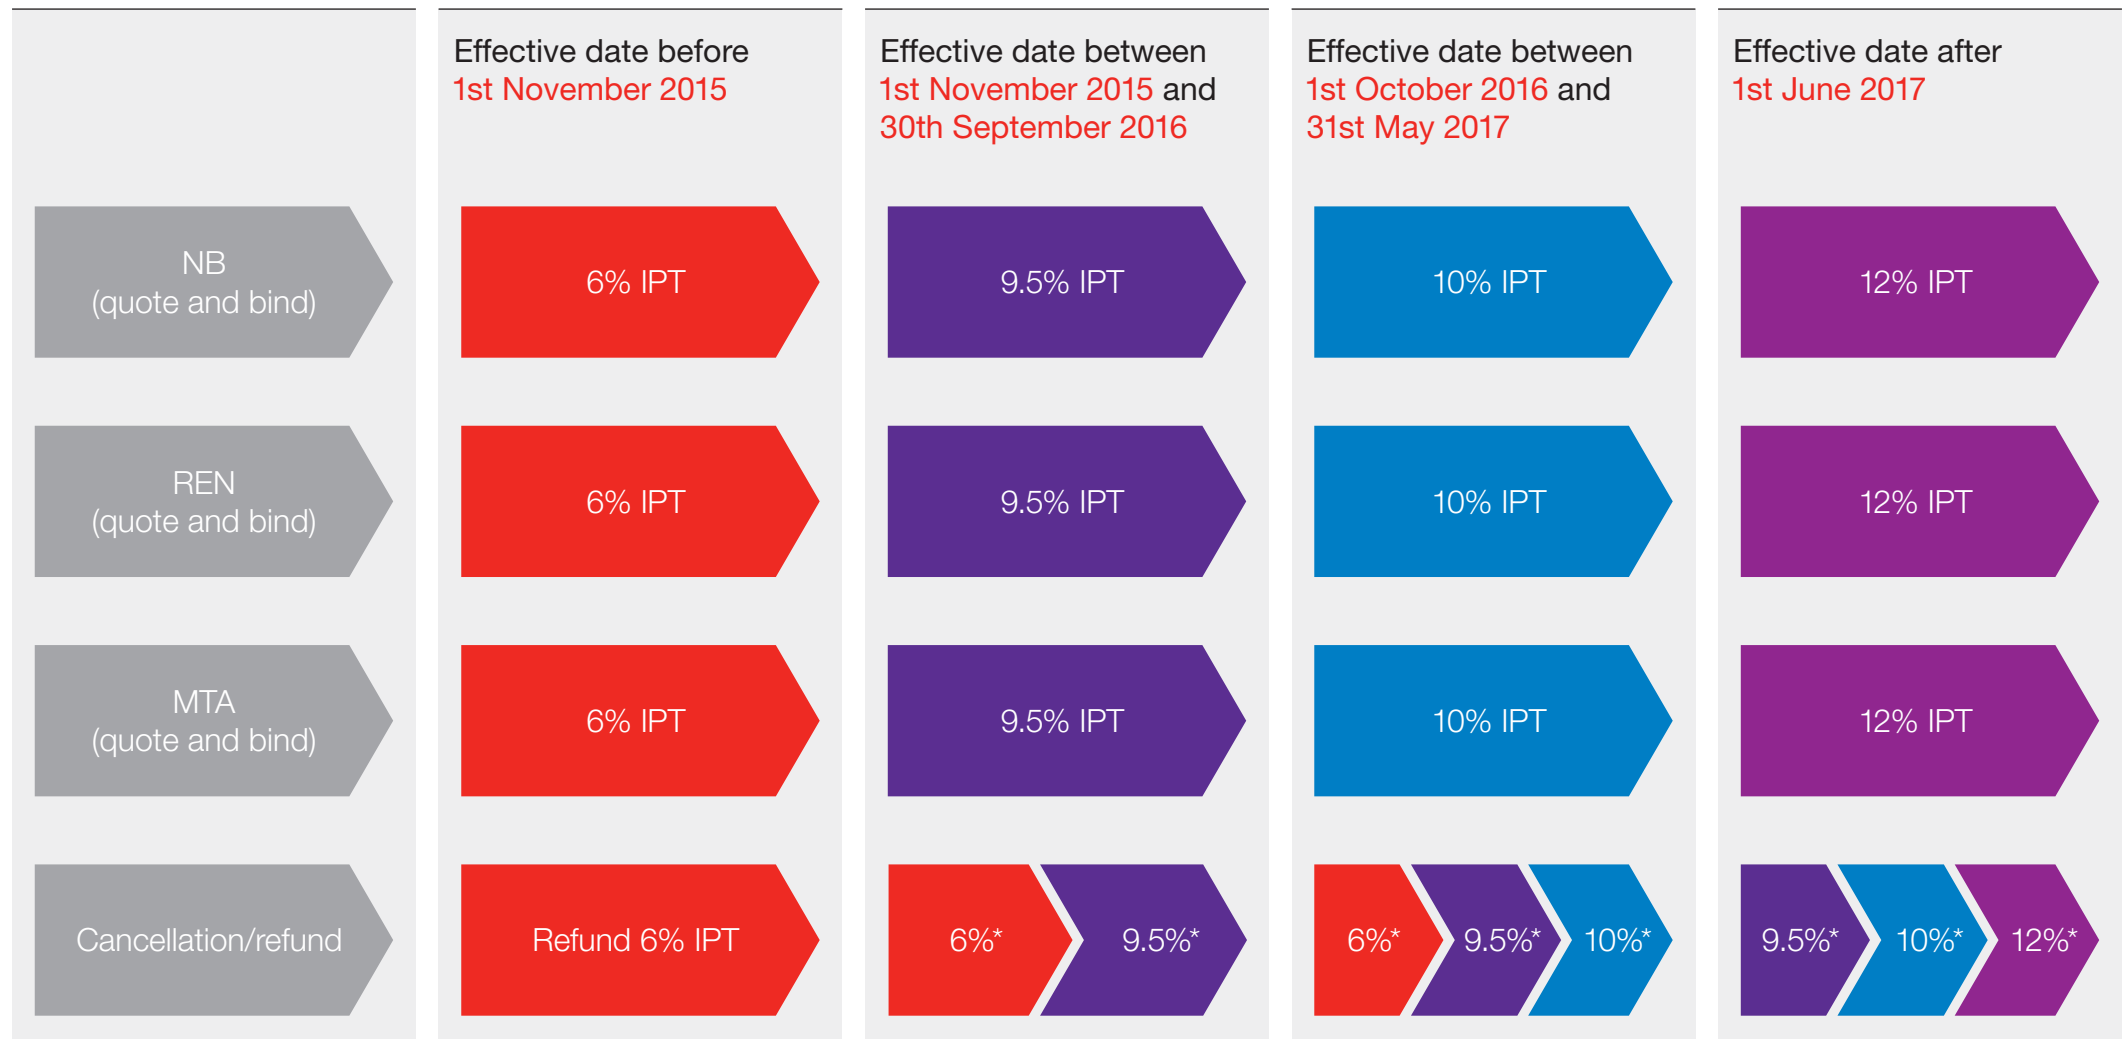 Effective date before
1st November 2015
Effective date between
1st November 2015 and
30th September 2016
Effective date between
1st October 2016 and
31st May 2017
Effective date after
1st June 2017
NB
(quote and bind)
6% IPT
9.5% IPT
10% IPT
12% IPT
REN
(quote and bind)
6% IPT
9.5% IPT
10% IPT
12% IPT
MTA
(quote and bind)
6% IPT
9.5% IPT
10% IPT
12% IPT
Cancellation/refund
Refund 6% IPT
6%*
9.5%*
6%*
9.5%*
10%*
9.5%*
10%*
12%*